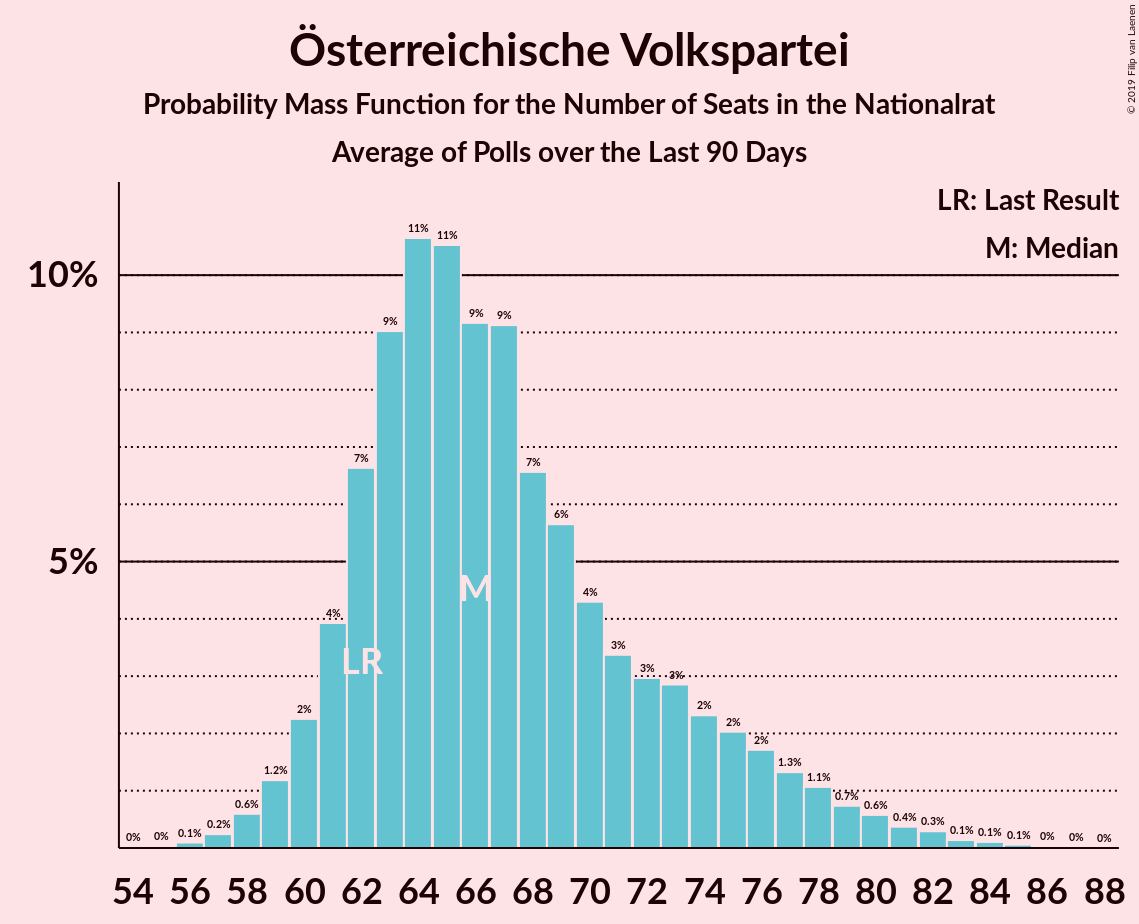 Österreichische Volkspartei
Probability Mass Function for the Number of Seats in the Nationalrat
Average of Polls over the Last 90 Days
© 2019 Filip van Laenen
LR: Last Result
M: Median
10%
5%
0% 0% 0.1% 0.2% 0.6% 1.2% 2% 4% 7% 9% 11% 11% 9% 9% 7% 6% 4% 3% 3% 3% 2% 2% 2% 1.3% 1.1% 0.7% 0.6% 0.4% 0.3% 0.1% 0.1% 0.1% 0% 0% 0%
M
LR
54 56 58 60 62 64 66 68 70 72 74 76 78 80 82 84 86 88